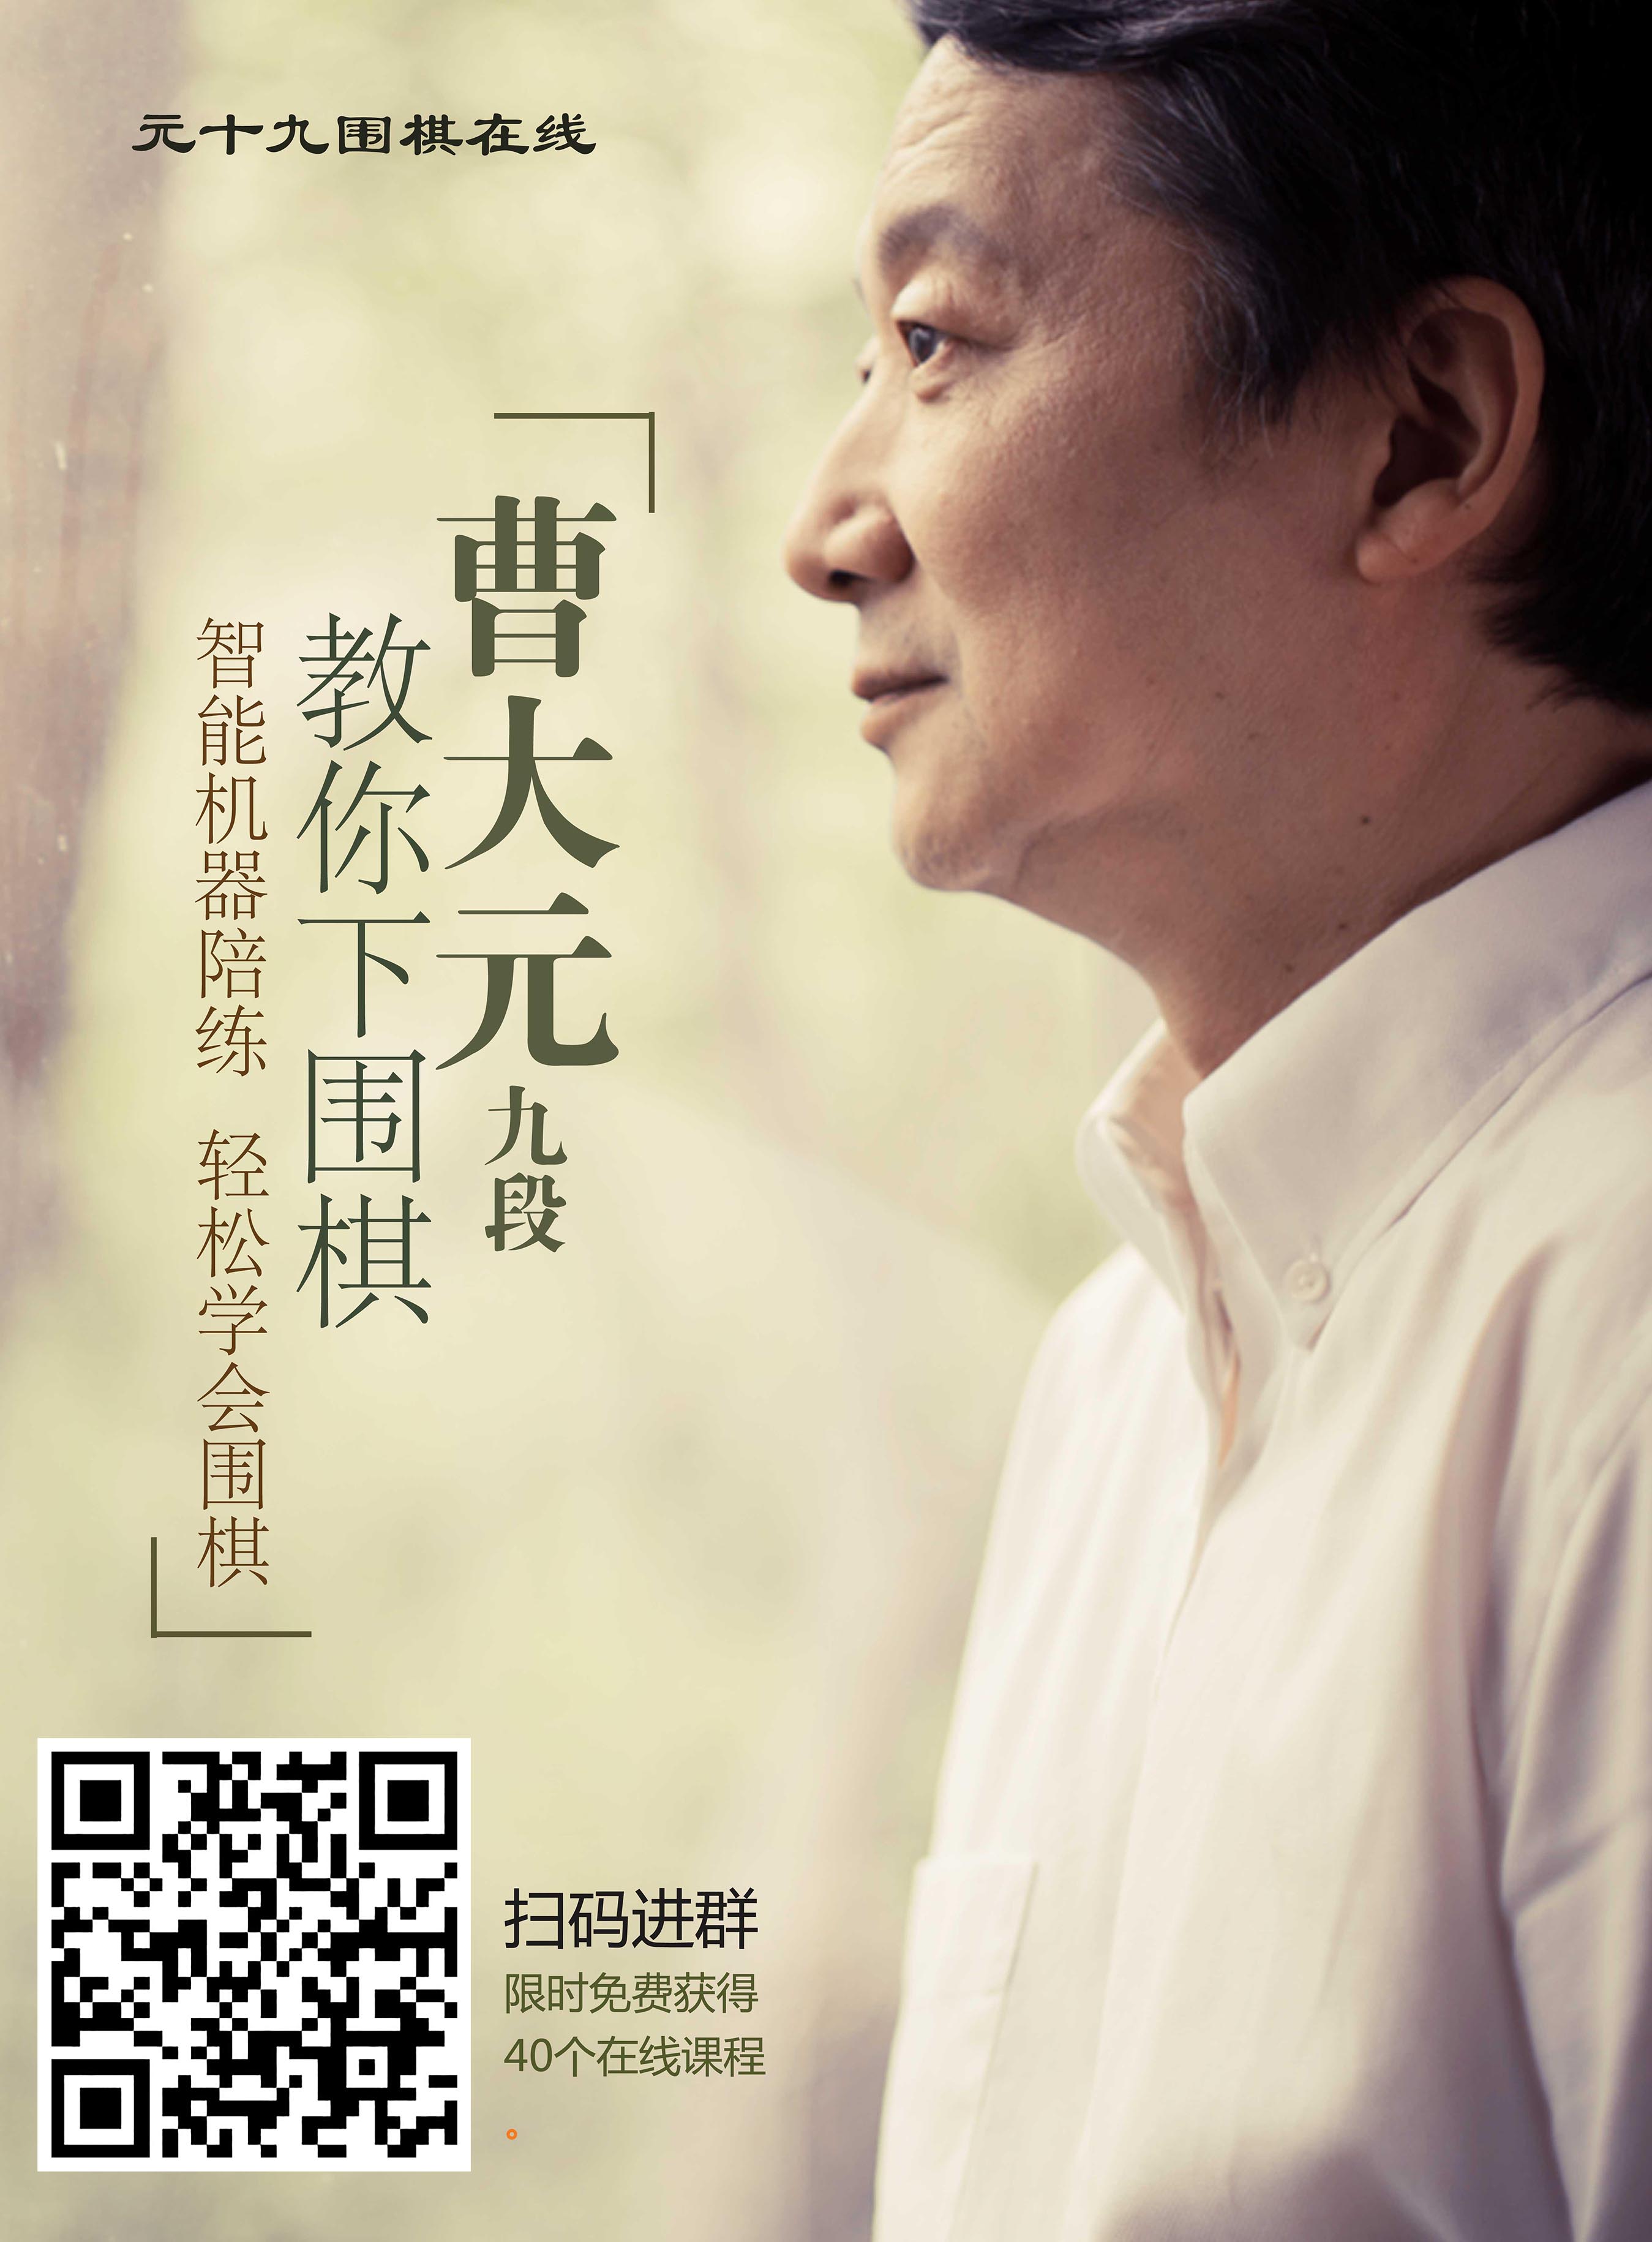 元十九围棋在线
曹大元九段
教你下围棋
智能机器陪练 轻松学会围棋
扫码进群
限时免费获得
40个在线课程